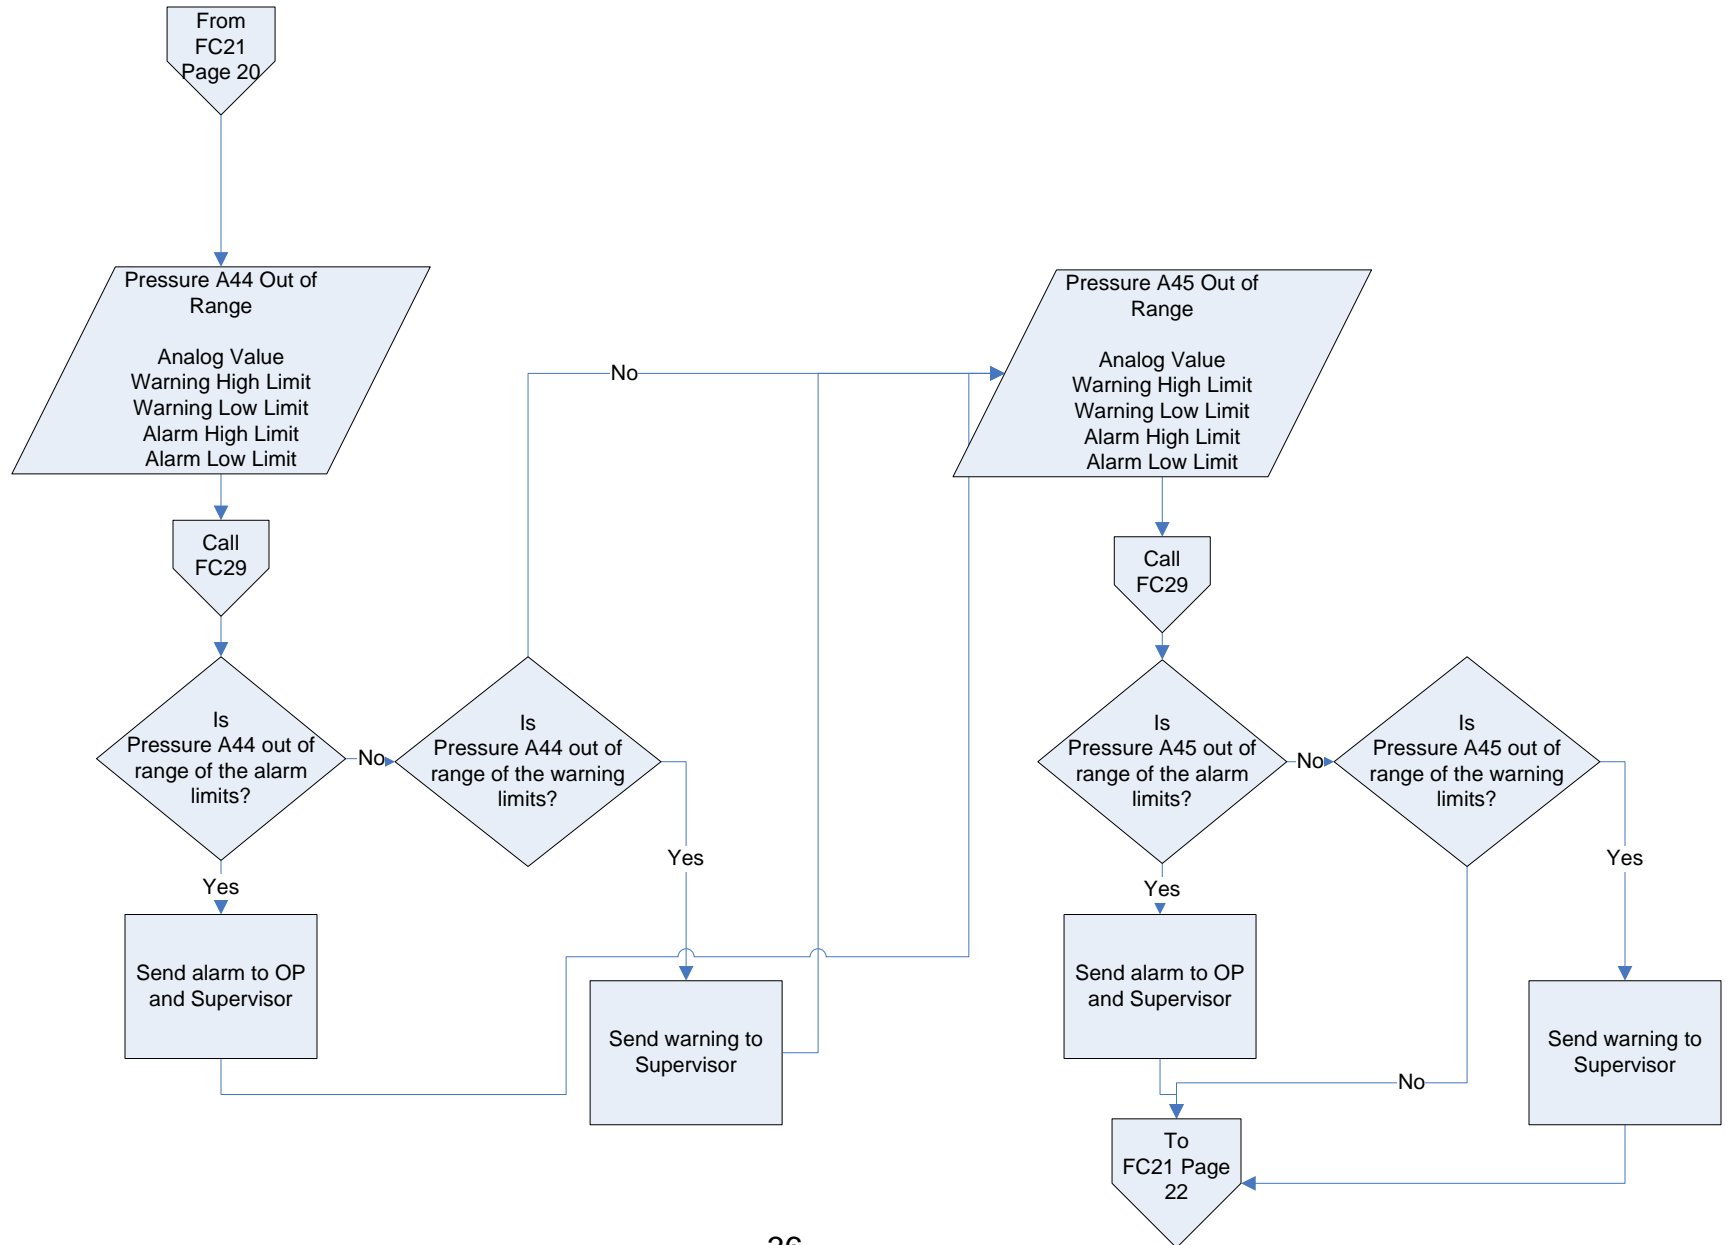 From
FC21
Page 20
Pressure A44 Out of
Range
Analog Value
Warning High Limit
Warning Low Limit
Alarm High Limit
Alarm Low Limit
Call
FC29
Is
Pressure A44 out of
range of the alarm
limits?
No
Is
Pressure A44 out of
range of the warning
limits?
No
Yes
Yes
Send alarm to OP
and Supervisor
Send warning to
Supervisor
Pressure A45 Out of
Range
Analog Value
Warning High Limit
Warning Low Limit
Alarm High Limit
Alarm Low Limit
Call
FC29
Is
Pressure A45 out of
range of the alarm
limits?
No
Is
Pressure A45 out of
range of the warning
limits?
Yes
Yes
Send alarm to OP
and Supervisor
Send warning to
Supervisor
No
To
FC21 Page
22